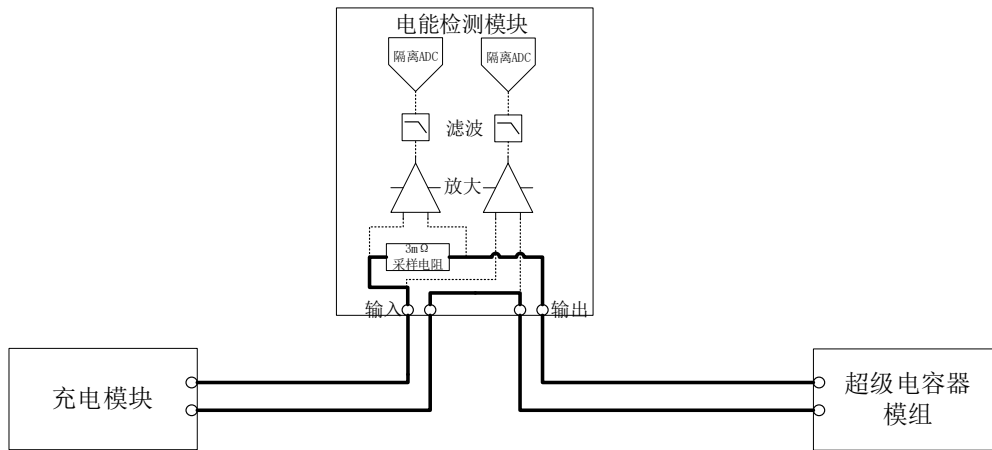 电能检测模块
隔离ADC
隔离ADC
滤波
放大
3mΩ
采样电阻
输入
输出
充电模块
超级电容器
模组